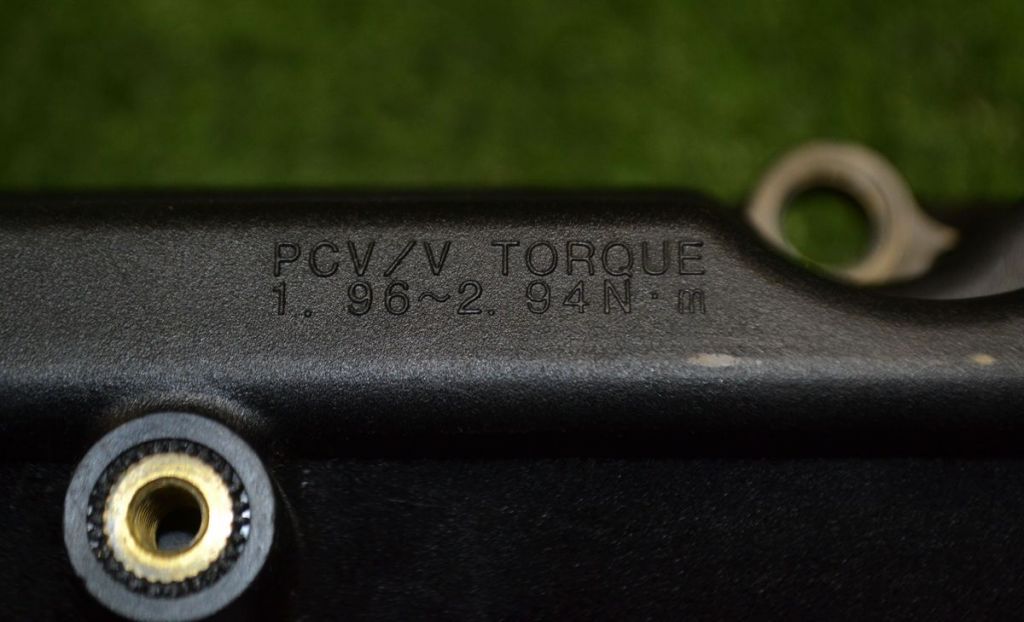 PCV/V TORQUE
1. 96~2. 94N·m